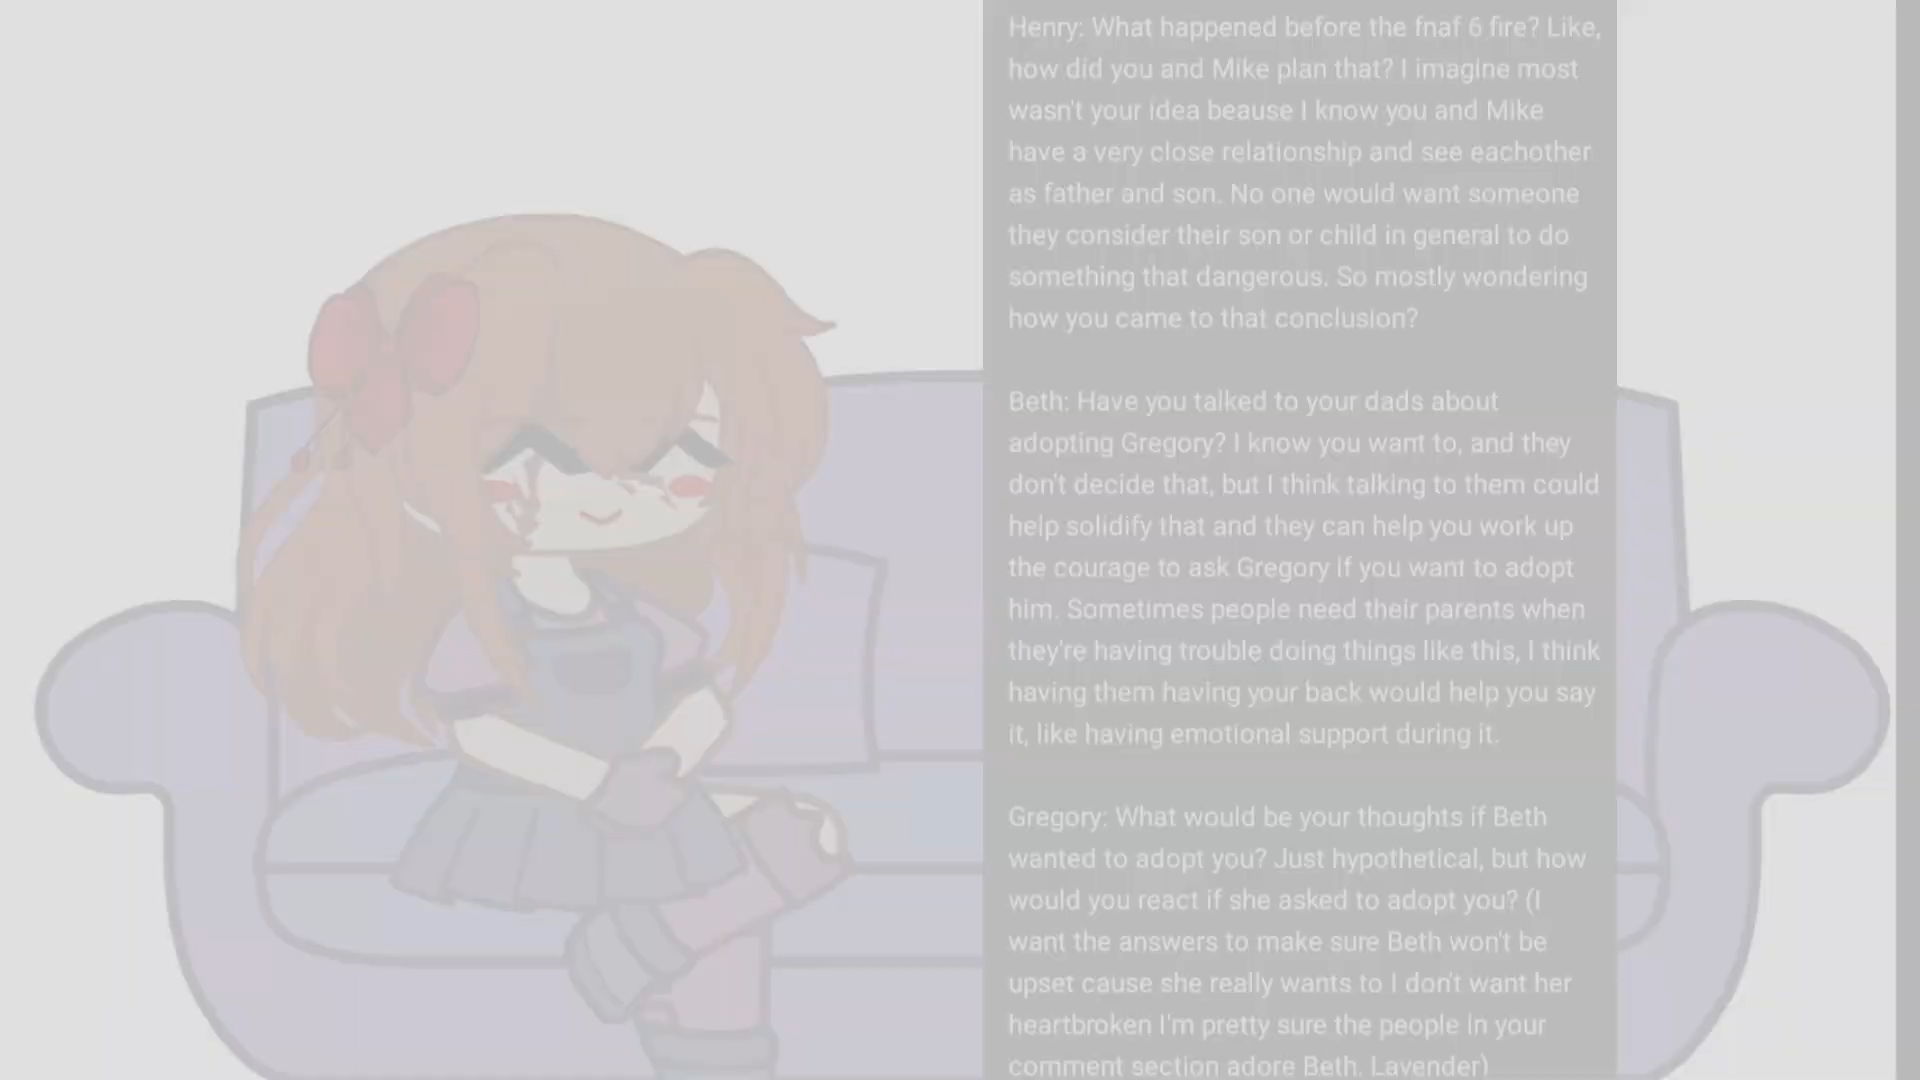 Henry: What happened before the fnaf 6 fire? Like,
how did you and Mike plan that? I imagine most
wasn't your idea beause I know you and Mike
have a very close relationship and see eachother
as father and son. No one would want someone
they consider their son or child in general to do
something that dangerous. So mostly wondering
how you came to that conclusion?
Beth: Have you talked to your dads about
adopting Gregory? I know you want to, and they
don't decide that, but I think talking to them could
help solidify that and they can help you work up
the courage to ask Gregory if you want to adopt
him. Sometimes people need their parents when
they're having trouble doing things like this, I think
having them having your back would help you say
it, like having emotional support during it.
Gregory: What would be your thoughts if Beth
wanted to adopt you? Just hypothetical, but how
would you react if she asked to adopt you? (I
want the answers to make sure Beth won't be
upset cause she really wants to I don't want her
heartbroken I'm pretty sure the people in your
comment section adore Beth, Lavender)